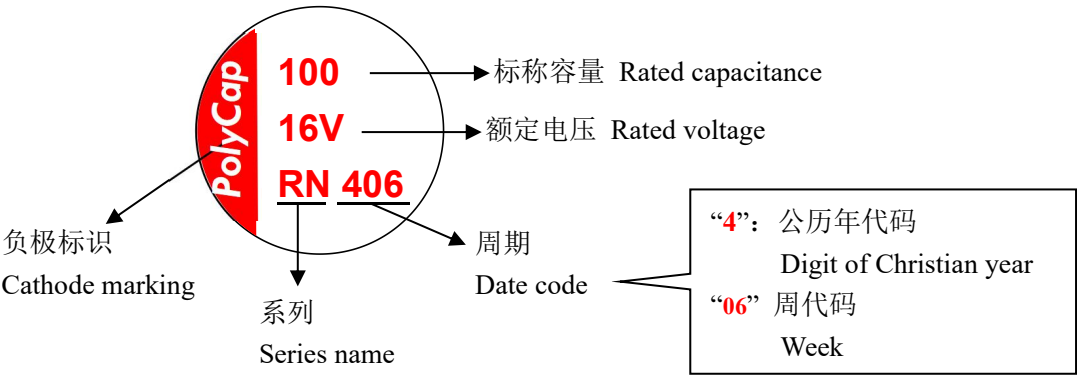 PolyCap
100
16V
RN 406
标称容量 Rated capacitance
额定电压 Rated voltage
负极标识
Cathode marking
系列
Series name
周期
Date code
“4”：公历年代码
Digit of Christian year
“06” 周代码
Week